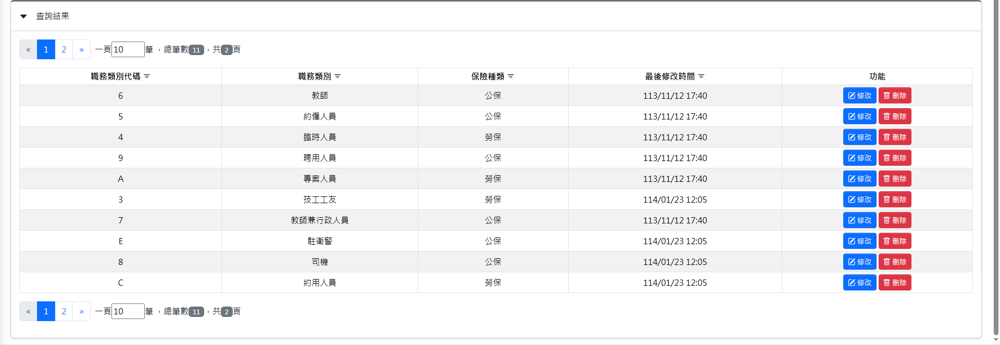 查詢結果
« 1 2 » 一頁10筆，總筆數11，共2頁
職務類別代碼 職務類別 保險種類 最後修改時間 功能
6 教師 公保 113/11/12 17:40 修改 刪除
5 約僱人員 公保 113/11/12 17:40 修改 刪除
4 臨時人員 勞保 113/11/12 17:40 修改 刪除
9 聘用人員 公保 113/11/12 17:40 修改 刪除
A 專案人員 勞保 113/11/12 17:40 修改 刪除
3 技工工友 勞保 114/01/23 12:05 修改 刪除
7 教師兼行政人員 公保 113/11/12 17:40 修改 刪除
E 駐衛警 公保 114/01/23 12:05 修改 刪除
8 司機 公保 114/01/23 12:05 修改 刪除
C 約用人員 勞保 114/01/23 12:05 修改 刪除
« 1 2 » 一頁10筆，總筆數11，共2頁